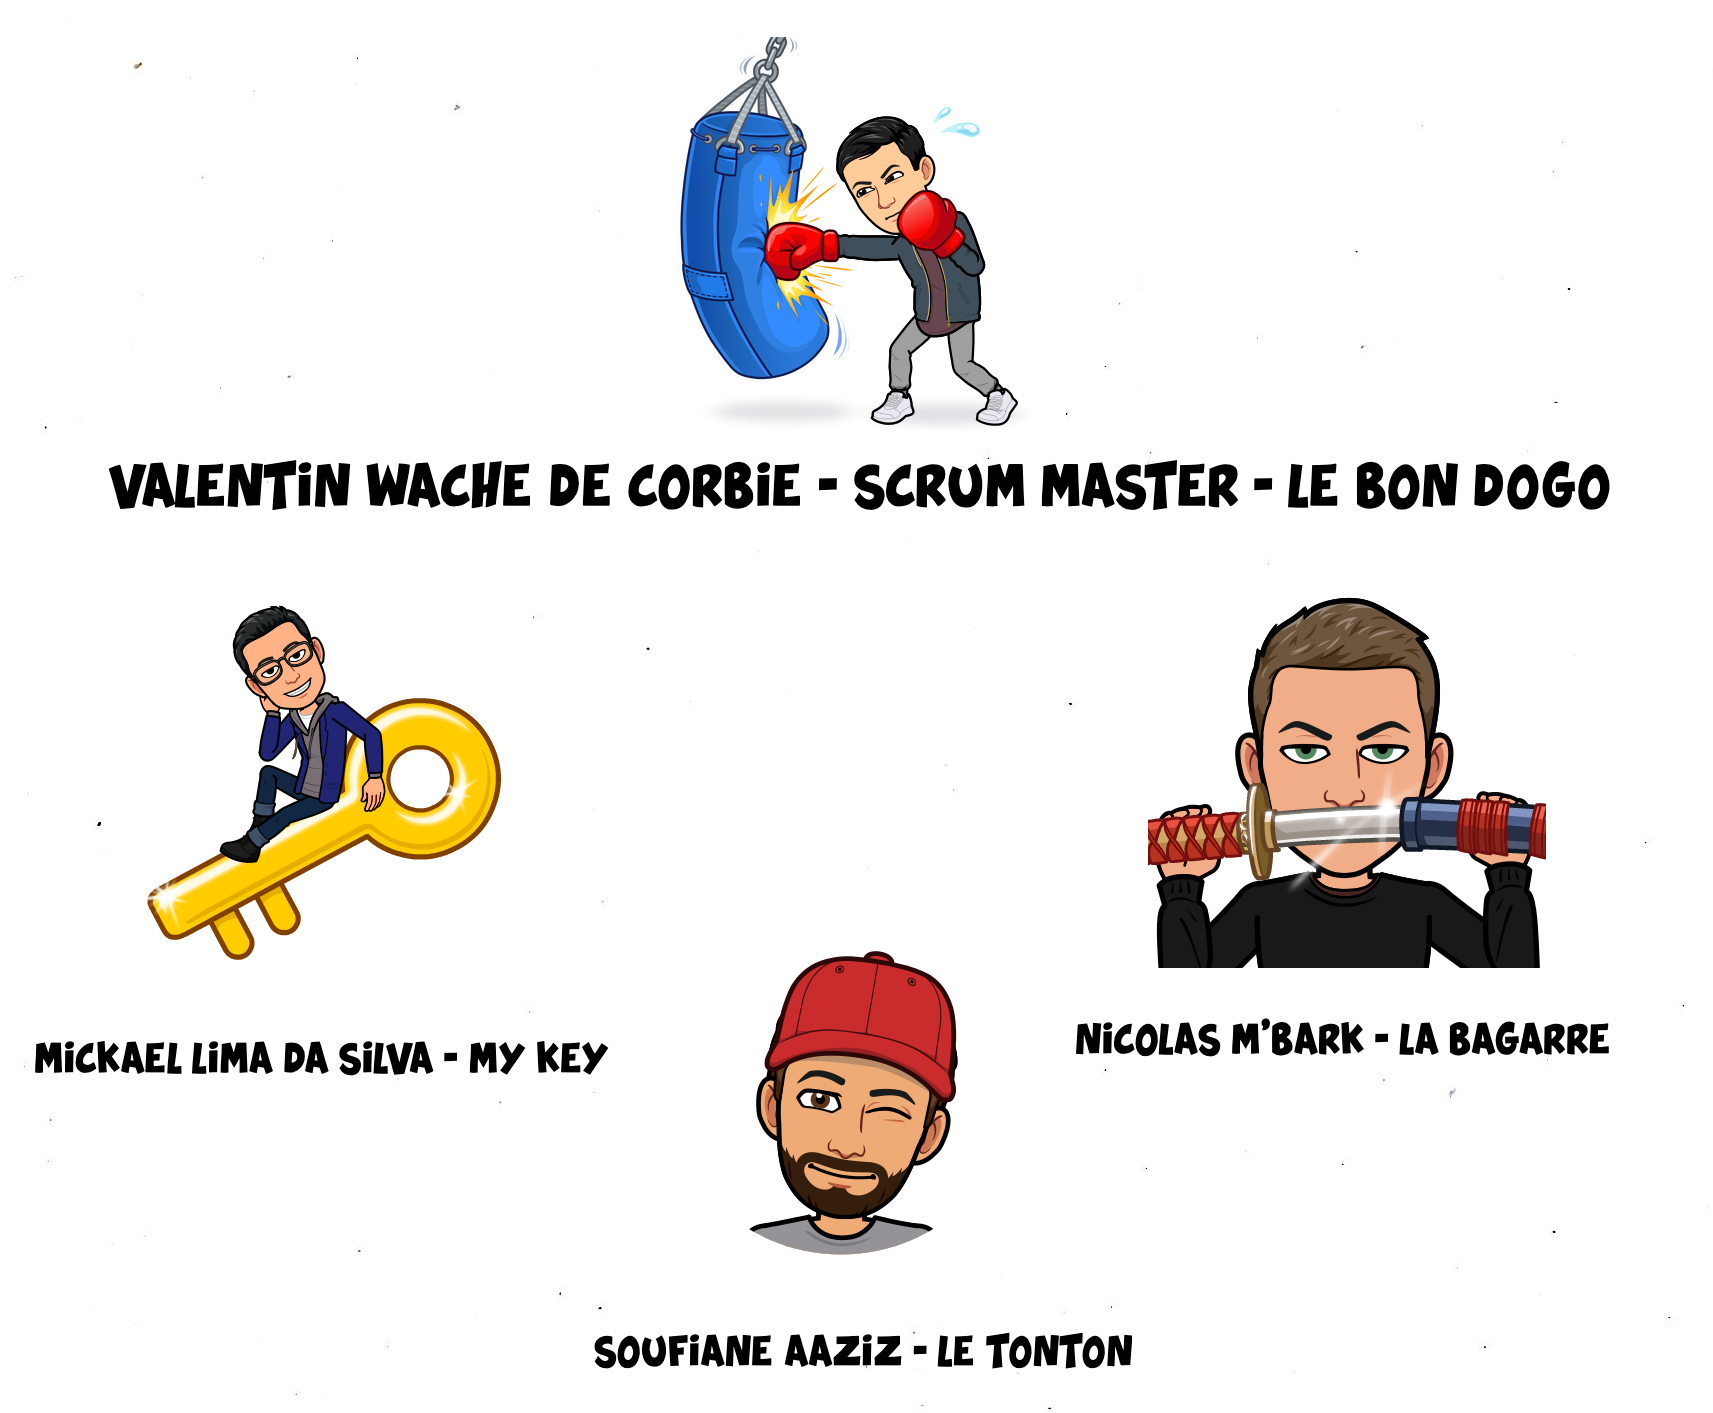 VALENTiN WACHE DE CORBiE - SCRUM MASTER - LE BON DOGO
NiCOLAS M'BARK - LA BAGARRE
MiCKAEL LiMA DA SiLVA - MY KEY
SOUFiANE AAZiZ - LE TONTON